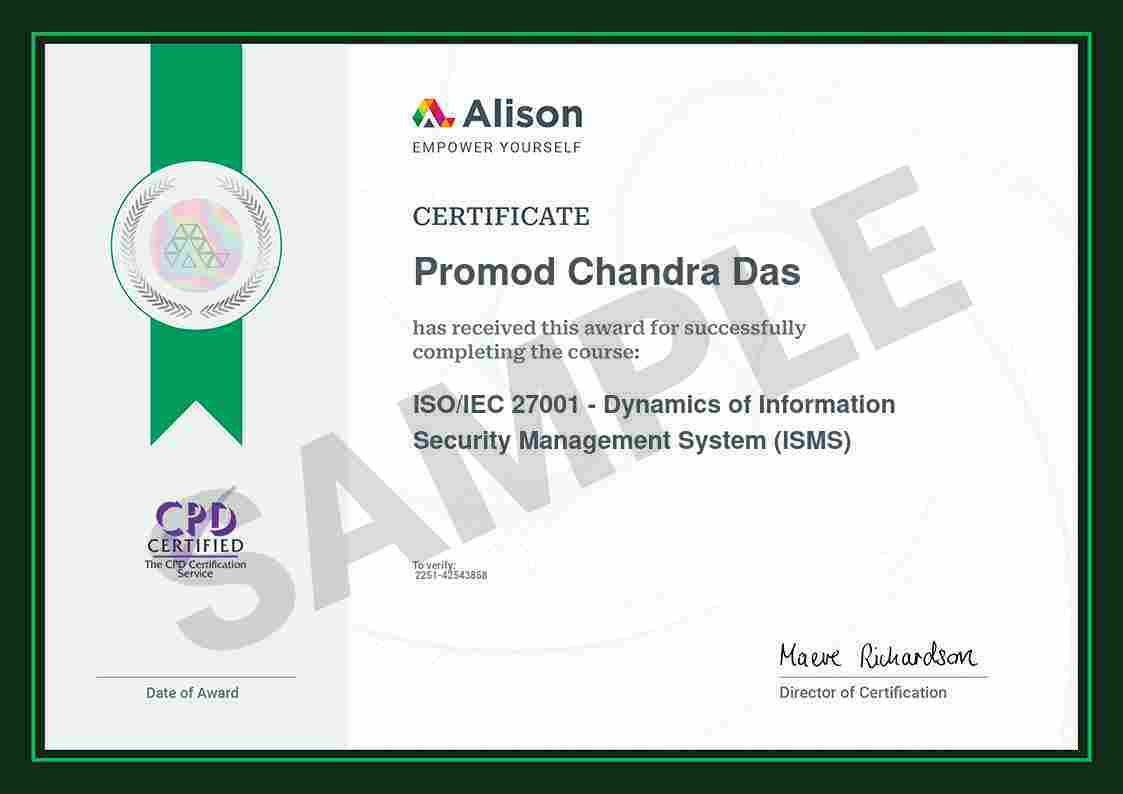 Alison
EMPOWER YOURSELF
CERTIFICATE
Promod Chandra Das
has received this award for successfully
completing the course:
ISO/IEC 27001 - Dynamics of Information
Security Management System (ISMS)
SAMPLE
CPD
CERTIFIED
The CPD Certification
Service
To verify:
2251-42543858
Maeve Richardson
Date of Award
Director of Certification